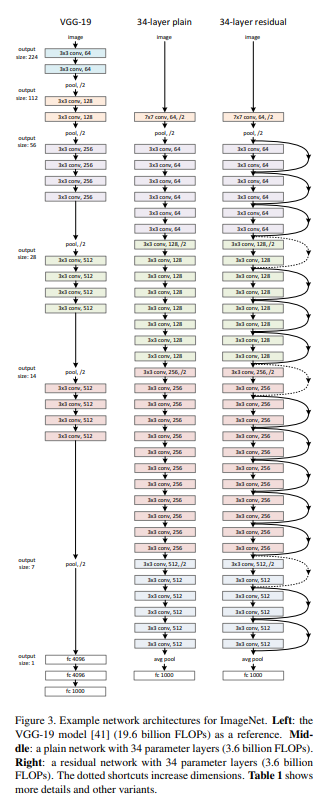 VGG-19
image
output
size: 224
3x3 conv, 64
3x3 conv, 64
pool, /2
output
size: 112
3x3 conv, 128
3x3 conv, 128
pool, /2
output
size: 56
3x3 conv, 256
3x3 conv, 256
3x3 conv, 256
3x3 conv, 256
pool, /2
output
size: 28
3x3 conv, 512
3x3 conv, 512
3x3 conv, 512
3x3 conv, 512
pool, /2
output
size: 14
3x3 conv, 512
3x3 conv, 512
3x3 conv, 512
3x3 conv, 512
output
size: 7
pool, /2
output
size: 1
fc 4096
fc 4096
fc 1000
34-layer plain
image
7x7 conv, 64, /2
pool, /2
3x3 conv, 64
3x3 conv, 64
3x3 conv, 64
3x3 conv, 64
3x3 conv, 64
3x3 conv, 64
3x3 conv, 128, /2
3x3 conv, 128
3x3 conv, 128
3x3 conv, 128
3x3 conv, 128
3x3 conv, 128
3x3 conv, 128
3x3 conv, 128
3x3 conv, 256, /2
3x3 conv, 256
3x3 conv, 256
3x3 conv, 256
3x3 conv, 256
3x3 conv, 256
3x3 conv, 256
3x3 conv, 256
3x3 conv, 256
3x3 conv, 256
3x3 conv, 256
3x3 conv, 256
3x3 conv, 512, /2
3x3 conv, 512
3x3 conv, 512
3x3 conv, 512
3x3 conv, 512
3x3 conv, 512
avg pool
fc 1000
34-layer residual
image
7x7 conv, 64, /2
pool, /2
3x3 conv, 64
3x3 conv, 64
3x3 conv, 64
3x3 conv, 64
3x3 conv, 64
3x3 conv, 64
3x3 conv, 128, /2
3x3 conv, 128
3x3 conv, 128
3x3 conv, 128
3x3 conv, 128
3x3 conv, 128
3x3 conv, 128
3x3 conv, 128
3x3 conv, 256, /2
3x3 conv, 256
3x3 conv, 256
3x3 conv, 256
3x3 conv, 256
3x3 conv, 256
3x3 conv, 256
3x3 conv, 256
3x3 conv, 256
3x3 conv, 256
3x3 conv, 256
3x3 conv, 256
3x3 conv, 512, /2
3x3 conv, 512
3x3 conv, 512
3x3 conv, 512
3x3 conv, 512
3x3 conv, 512
avg pool
fc 1000
Figure 3. Example network architectures for ImageNet. Left: the
VGG-19 model [41] (19.6 billion FLOPs) as a reference. Mid-
dle: a plain network with 34 parameter layers (3.6 billion FLOPs).
Right: a residual network with 34 parameter layers (3.6 billion
FLOPs). The dotted shortcuts increase dimensions. Table 1 shows
more details and other variants.